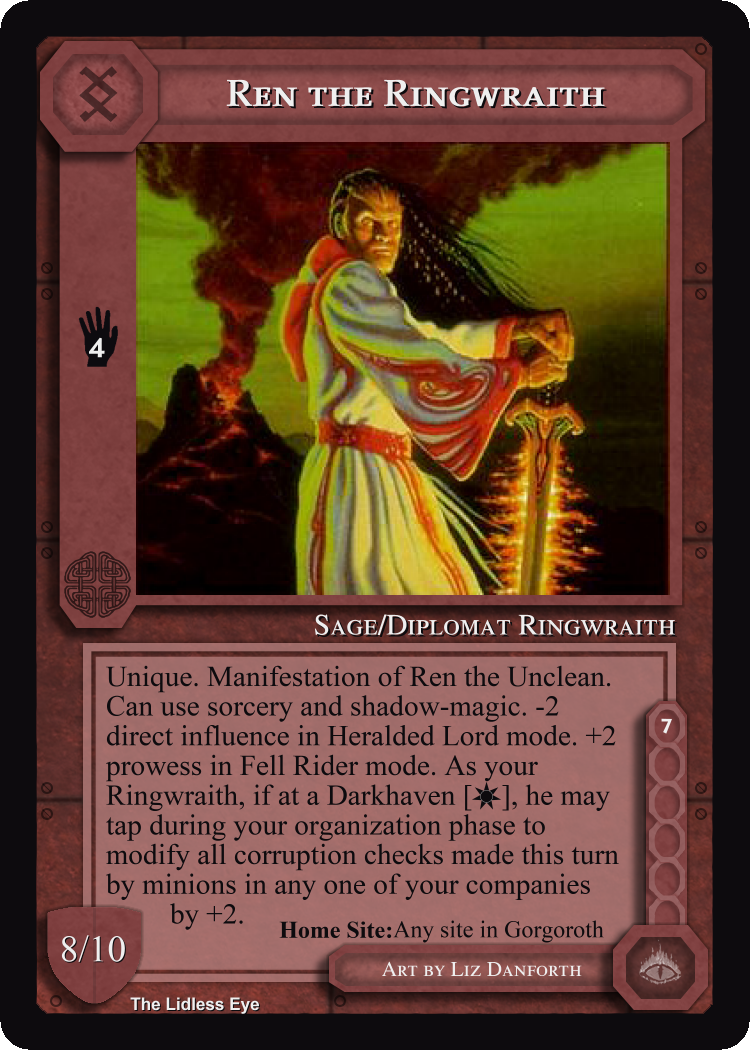 Ren the Ringwraith
4
Sage/Diplomat Ringwraith
Unique. Manifestation of Ren the Unclean.
Can use sorcery and shadow-magic. -2
direct influence in Heralded Lord mode. +2
prowess in Fell Rider mode. As your
Ringwraith, if at a Darkhaven [☀], he may
tap during your organization phase to
modify all corruption checks made this turn
by minions in any one of your companies
by +2.
7
Home Site:Any site in Gorgoroth
8/10
Art by Liz Danforth
The Lidless Eye